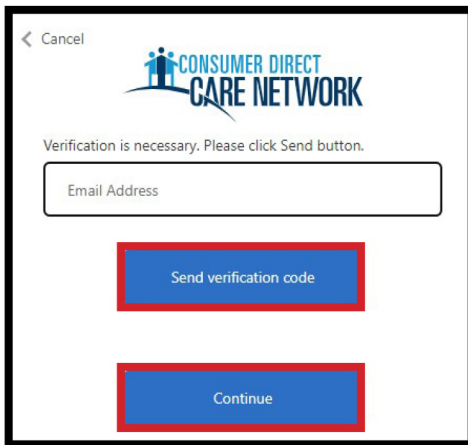 Cancel
CONSUMER DIRECT
CARE NETWORK
Verification is necessary. Please click Send button.
Email Address
Send verification code
Continue